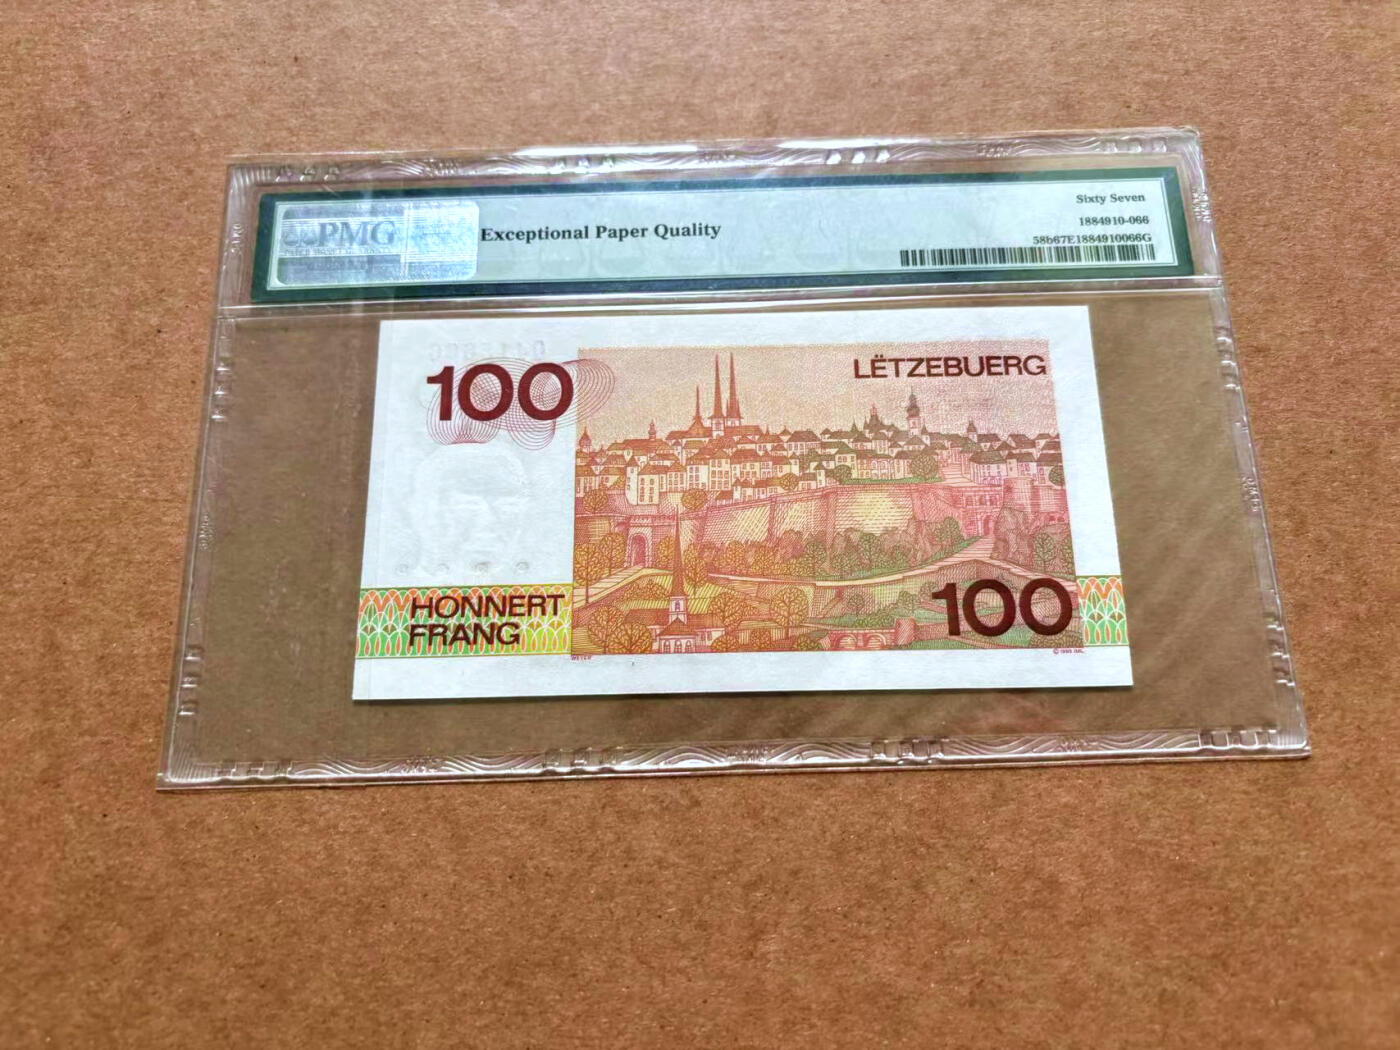 PMG
Exceptional Paper Quality
Sixty Seven
1884910-066
58b67E1884910066G
100
LËTZEBUERG
HONNERT
FRANG
100